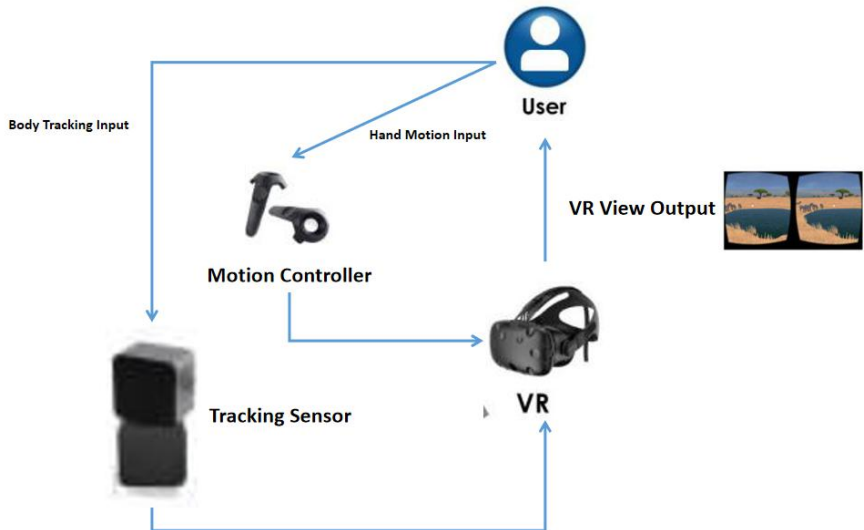 User
Body Tracking Input
Hand Motion Input
VR View Output
Motion Controller
VR
Tracking Sensor